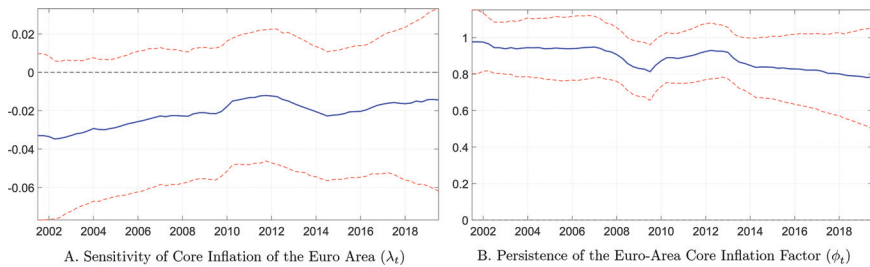 0.02
0
-0.02
-0.04
-0.06
2002 2004 2006 2008 2010 2012 2014 2016 2018
A. Sensitivity of Core Inflation of the Euro Area (λt)
1
0.8
0.6
0.4
0.2
0
2002 2004 2006 2008 2010 2012 2014 2016 2018
B. Persistence of the Euro-Area Core Inflation Factor (ϕt)